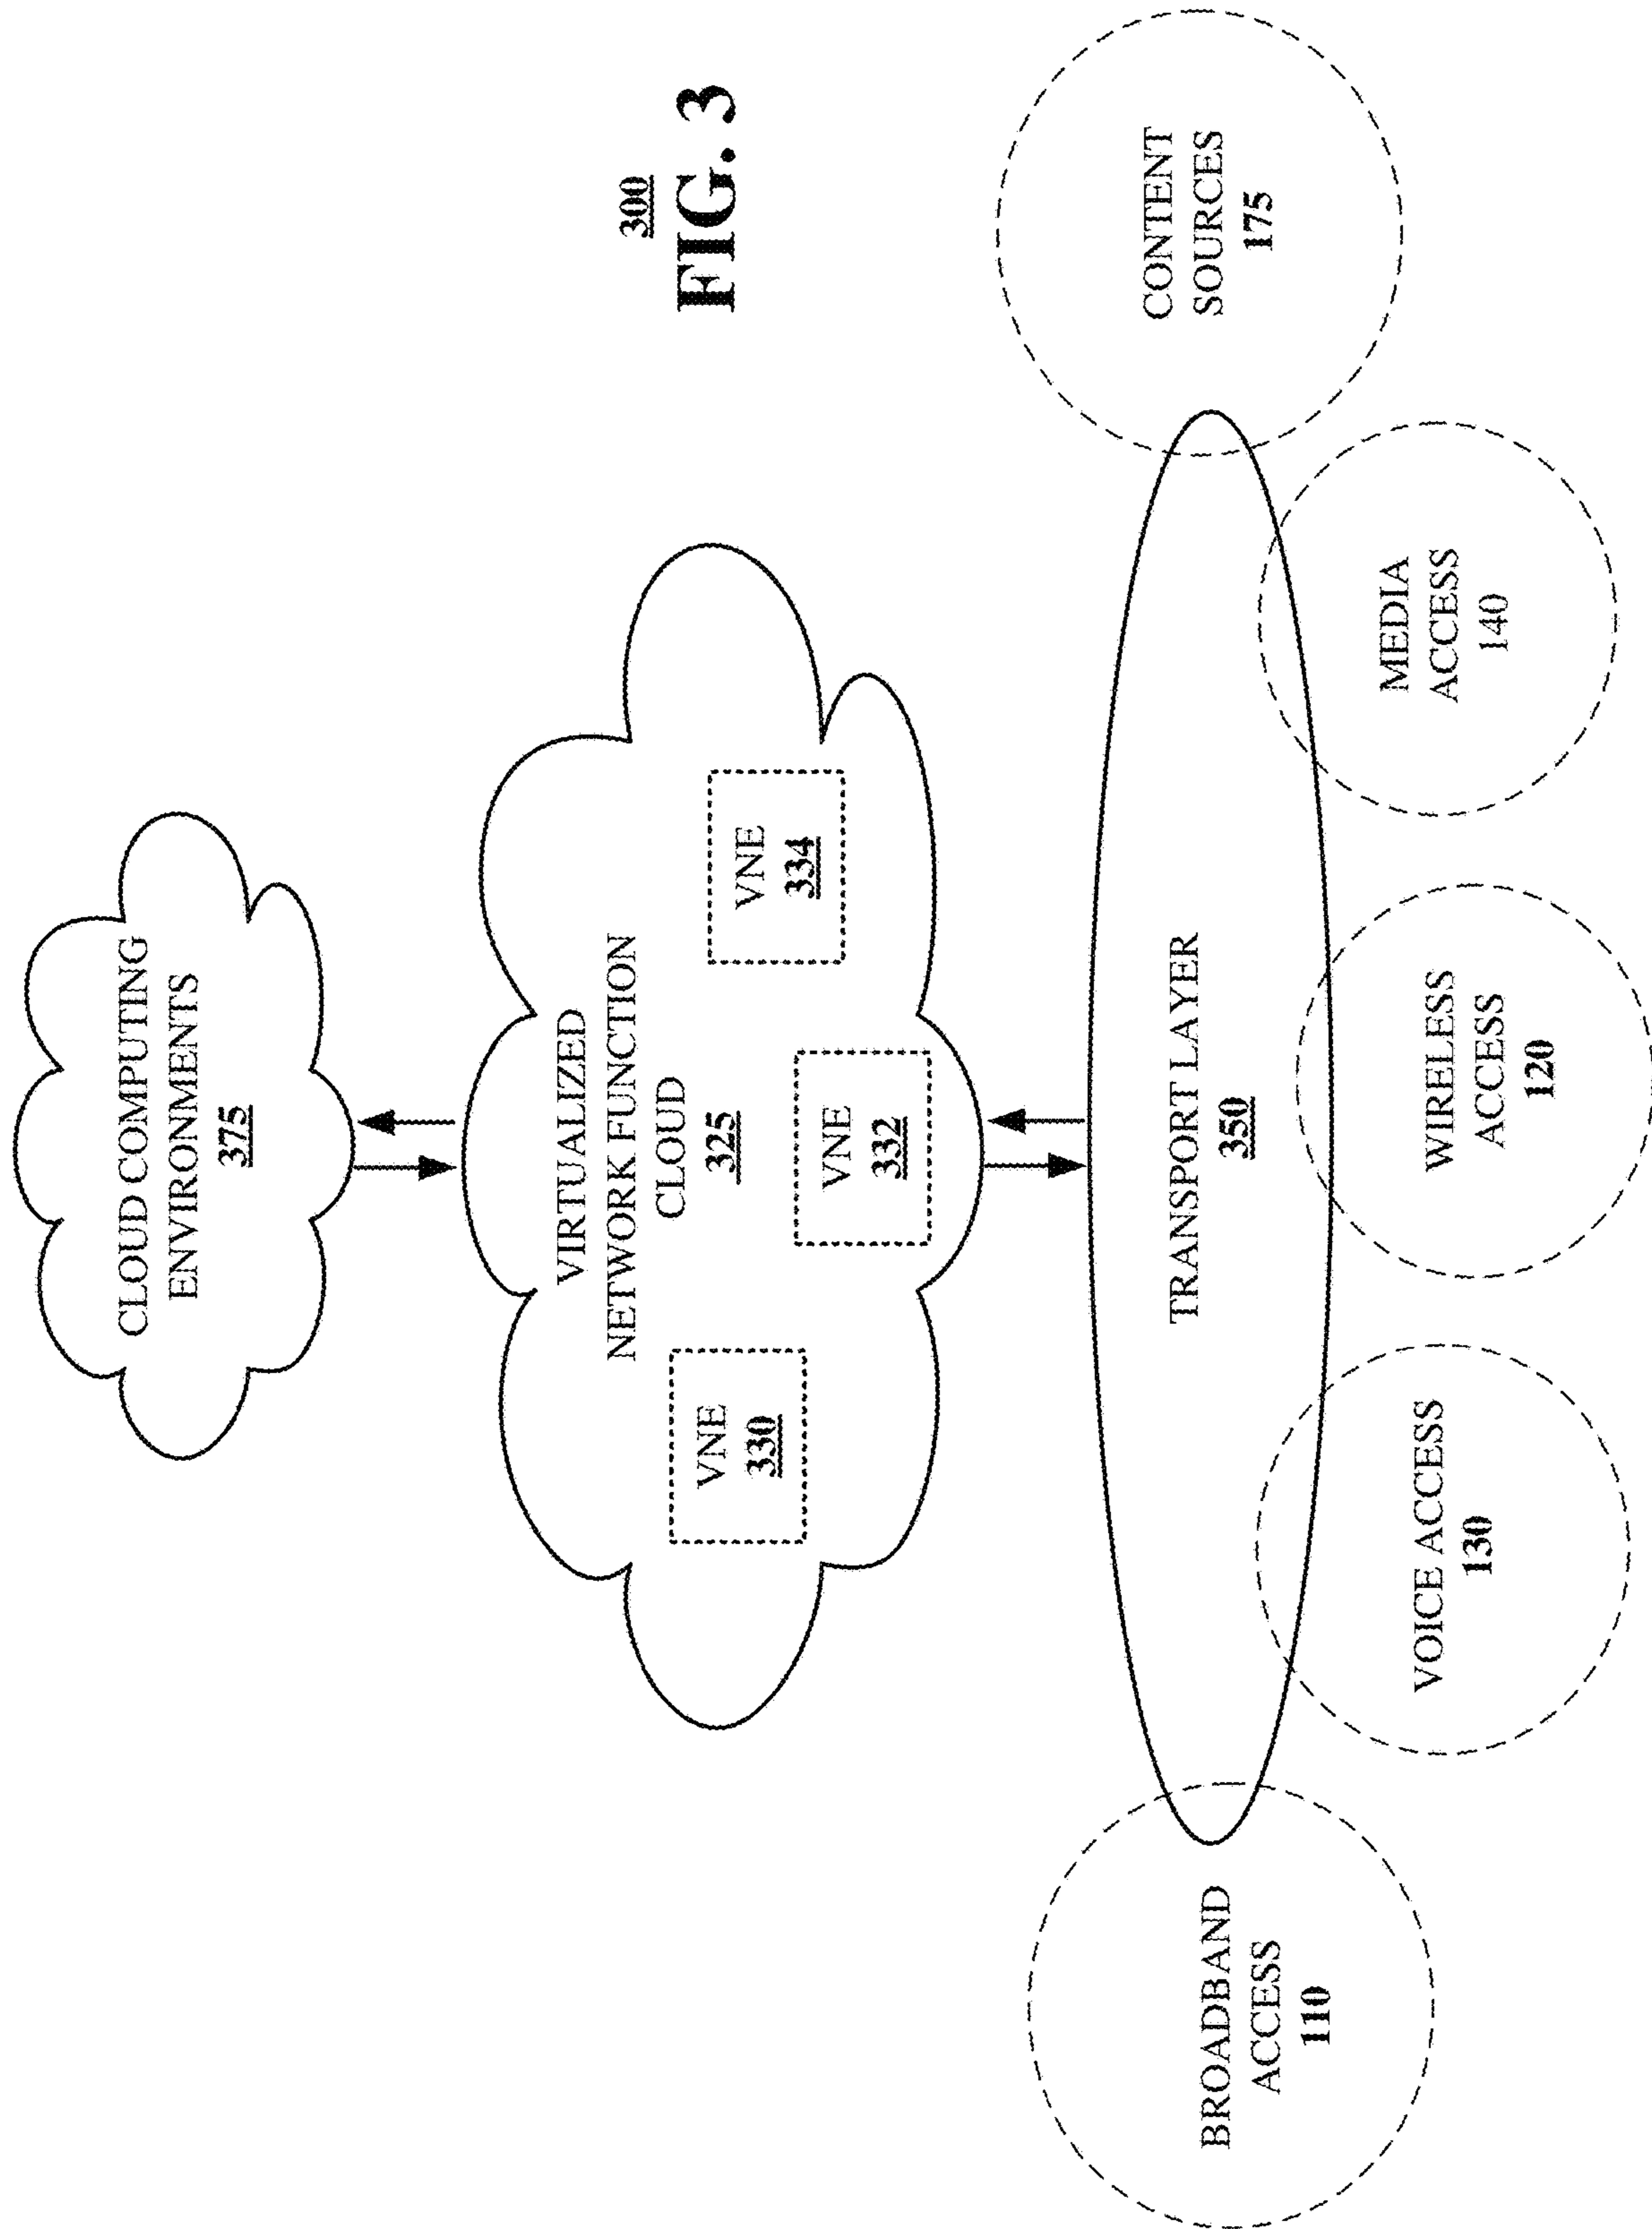 CLOUD COMPUTING
ENVIRONMENTS
375
VIRTUALIZED
NETWORK FUNCTION
CLOUD
325
VNE
330
VNE
332
VNE
334
300
FIG. 3
TRANSPORT LAYER
350
BROADBAND
ACCESS
110
VOICE ACCESS
130
WIRELESS
ACCESS
120
MEDIA
ACCESS
140
CONTENT
SOURCES
175